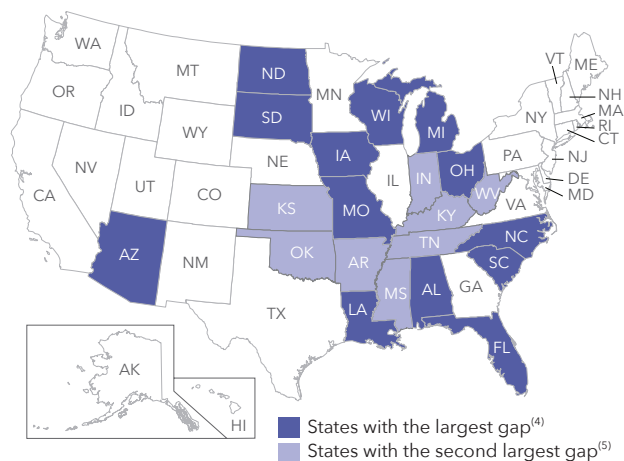 WA
MT
ND
MN
VT
ME
OR
ID
SD
WI
MI
NY
NH
MA
RI
CT
WY
IA
NE
PA
NJ
NV
UT
CO
IL
IN
OH
WV
DE
MD
CA
KS
MO
KY
VA
AZ
NM
OK
AR
TN
NC
SC
TX
LA
MS
AL
GA
FL
AK
HI
States with the largest gap(4)
States with the second largest gap(5)